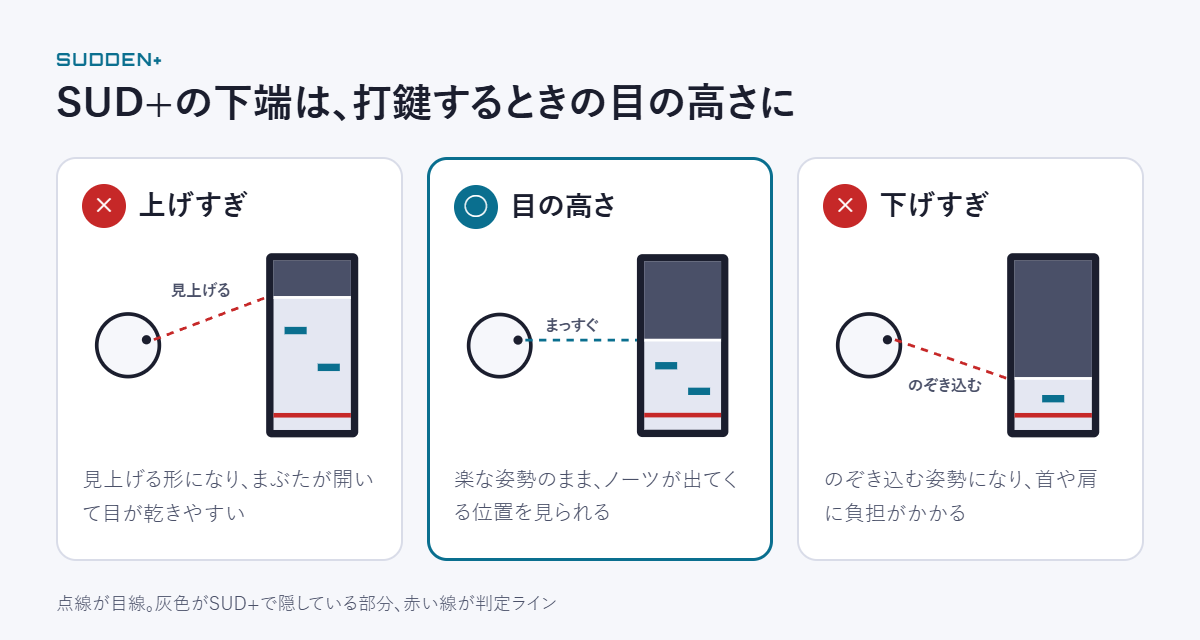 SUDDEN+
SUD+の下端は、打鍵するときの目の高さに
上げすぎ
見上げる
見上げる形になり、まぶたが開い
て目が乾きやすい
目の高さ
まっすぐ
楽な姿勢のまま、ノーツが出てく
る位置を見られる
下げすぎ
のぞき込む
のぞき込む姿勢になり、首や肩
に負担がかかる
点線が目線。灰色がSUD+で隠している部分、赤い線が判定ライン